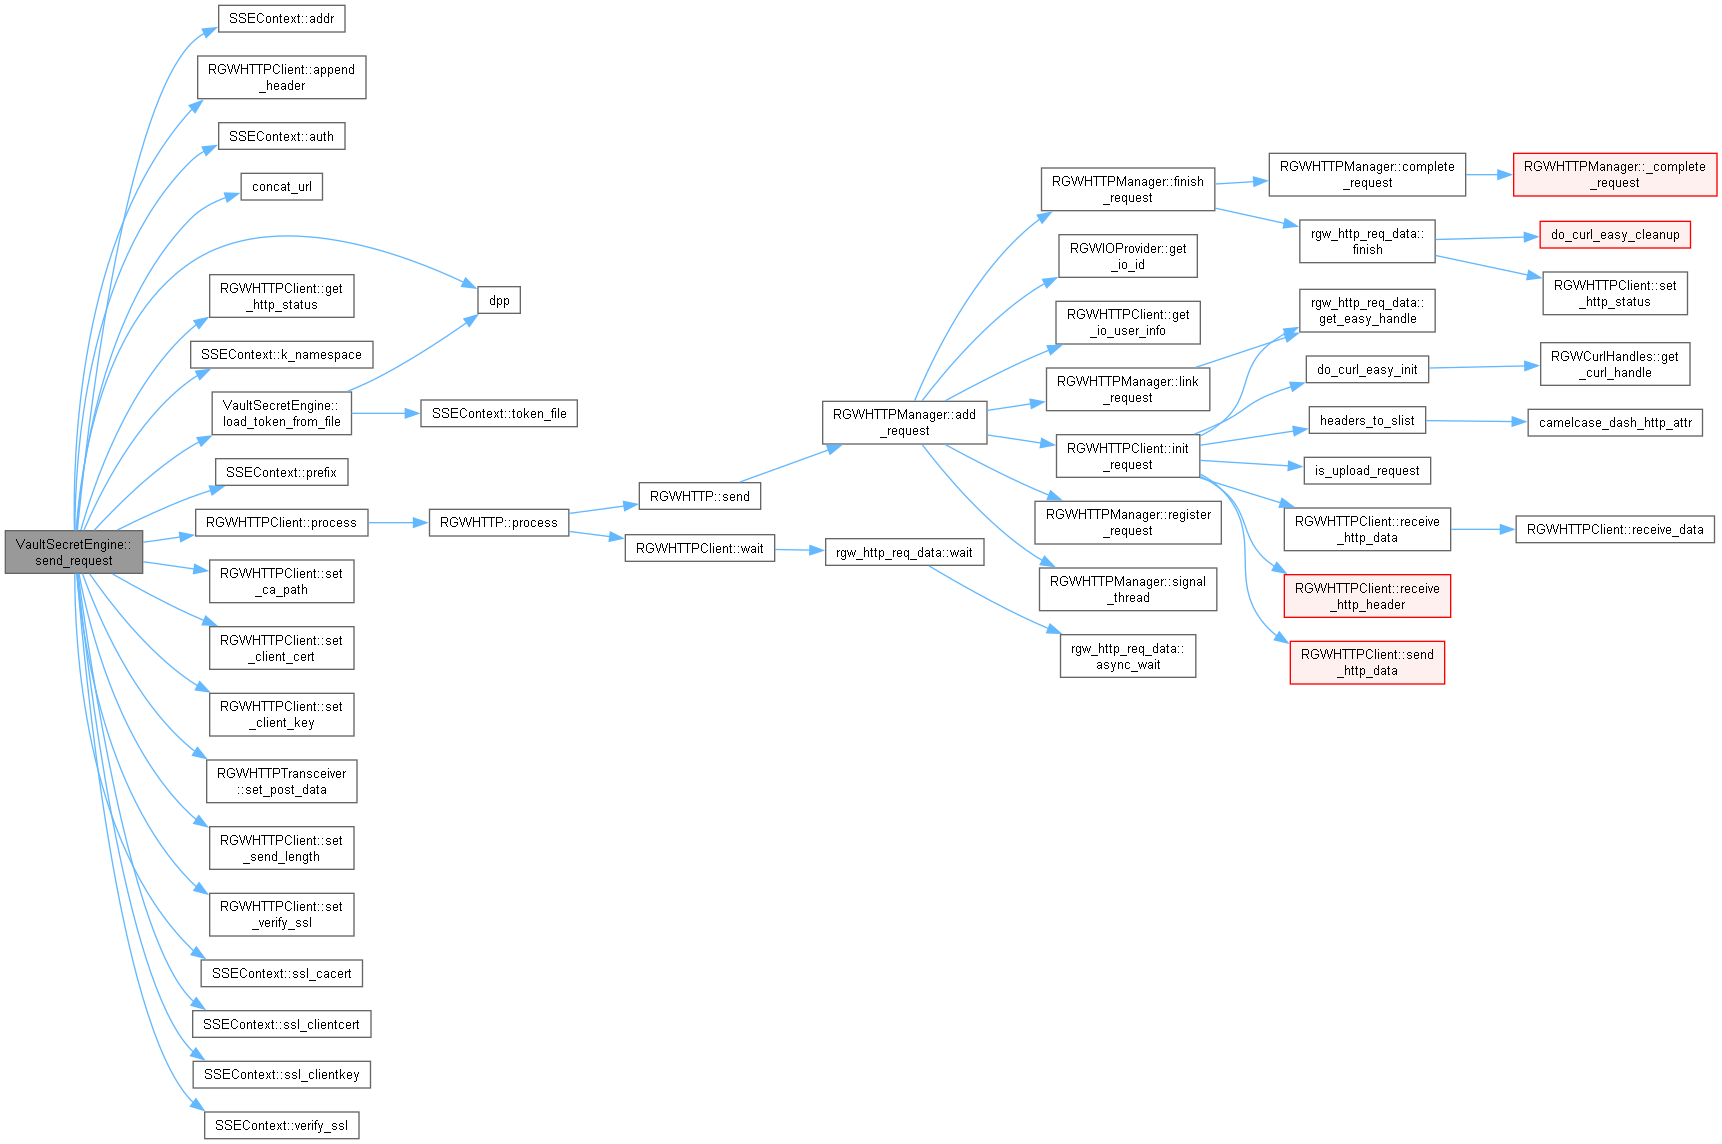 VaultSecretEngine::
send_request
SSEContext::addr
RGWHTTPClient::append
_header
SSEContext::auth
concat_url
dpp
RGWHTTPClient::get
_http_status
SSEContext::k_namespace
VaultSecretEngine::
load_token_from_file
SSEContext::token_file
SSEContext::prefix
RGWHTTPClient::process
RGWHTTP::process
RGWHTTP::send
RGWHTTPManager::add
_request
RGWHTTPManager::finish
_request
RGWHTTPManager::complete
_request
RGWHTTPManager::_complete
_request
rgw_http_req_data::
finish
do_curl_easy_cleanup
RGWHTTPClient::set
_http_status
RGWIOProvider::get
_io_id
RGWHTTPClient::get
_io_user_info
RGWHTTPManager::link
_request
rgw_http_req_data::
get_easy_handle
RGWHTTPClient::init
_request
do_curl_easy_init
RGWCurlHandles::get
_curl_handle
headers_to_slist
camelcase_dash_http_attr
is_upload_request
RGWHTTPClient::receive
_http_data
RGWHTTPClient::receive_data
RGWHTTPClient::receive
_http_header
RGWHTTPClient::send
_http_data
RGWHTTPManager::register
_request
RGWHTTPManager::signal
_thread
RGWHTTPClient::wait
rgw_http_req_data::wait
rgw_http_req_data::
async_wait
RGWHTTPClient::set
_ca_path
RGWHTTPClient::set
_client_cert
RGWHTTPClient::set
_client_key
RGWHTTPTransceiver
::set_post_data
RGWHTTPClient::set
_send_length
RGWHTTPClient::set
_verify_ssl
SSEContext::ssl_cacert
SSEContext::ssl_clientcert
SSEContext::ssl_clientkey
SSEContext::verify_ssl